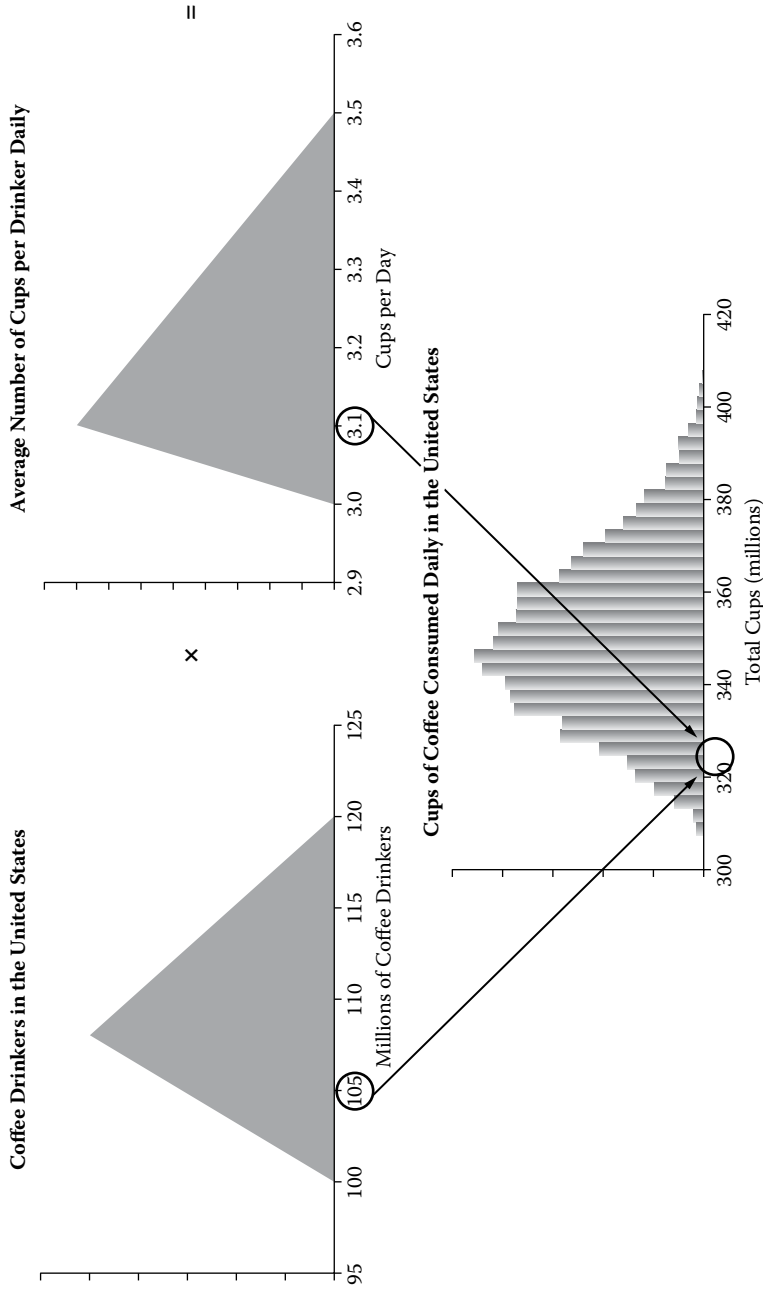 Coffee Drinkers in the United States
95 100 105 110 115 120 125
Millions of Coffee Drinkers
×
Average Number of Cups per Drinker Daily
2.9 3.0 3.1 3.2 3.3 3.4 3.5 3.6
Cups per Day
=
Cups of Coffee Consumed Daily in the United States
300 320 340 360 380 400 420
Total Cups (millions)